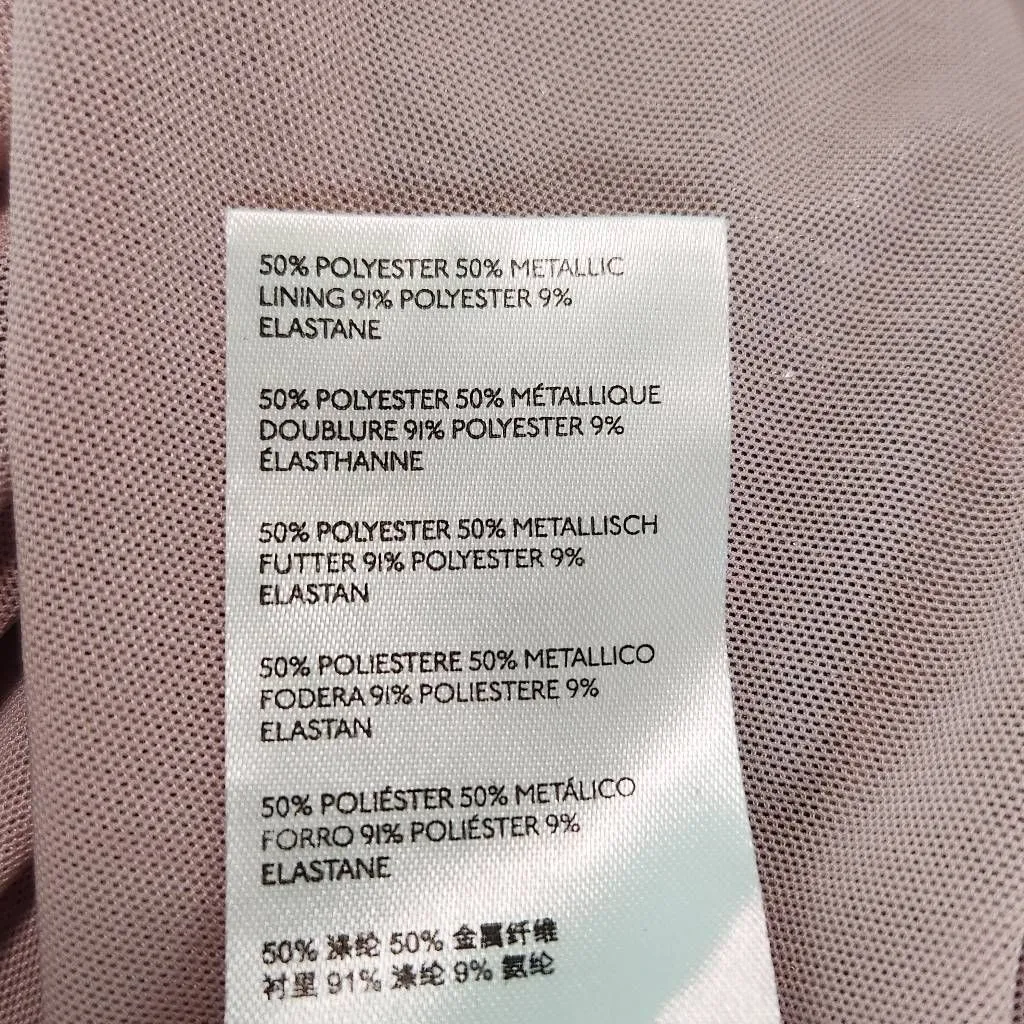 50% POLYESTER 50% METALLIC
LINING 91% POLYESTER 9%
ELASTANE
50% POLYESTER 50% MÉTALLIQUE
DOUBLURE 91% POLYESTER 9%
ÉLASTHANNE
50% POLYESTER 50% METALLISCH
FUTTER 91% POLYESTER 9%
ELASTAN
50% POLIESTERE 50% METALLICO
FODERA 91% POLIESTERE 9%
ELASTAN
50% POLIÉSTER 50% METÁLICO
FORRO 91% POLIÉSTER 9%
ELASTANE
50% 涤纶 50% 金属纤维
衬里 91% 涤纶 9% 氨纶